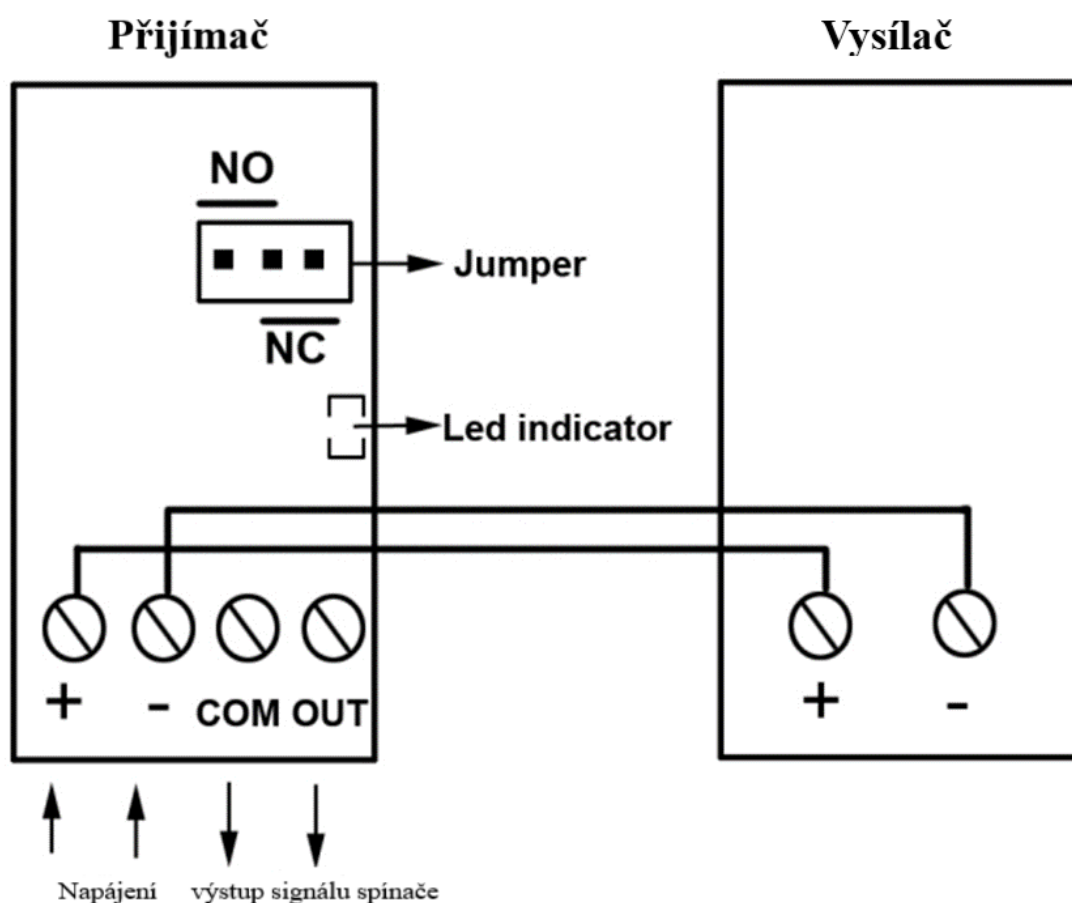 Přijímač
Vysílač
NO
Jumper
NC
Led indicator
+ - COM OUT
+ -
Napájení výstup signálu spínače